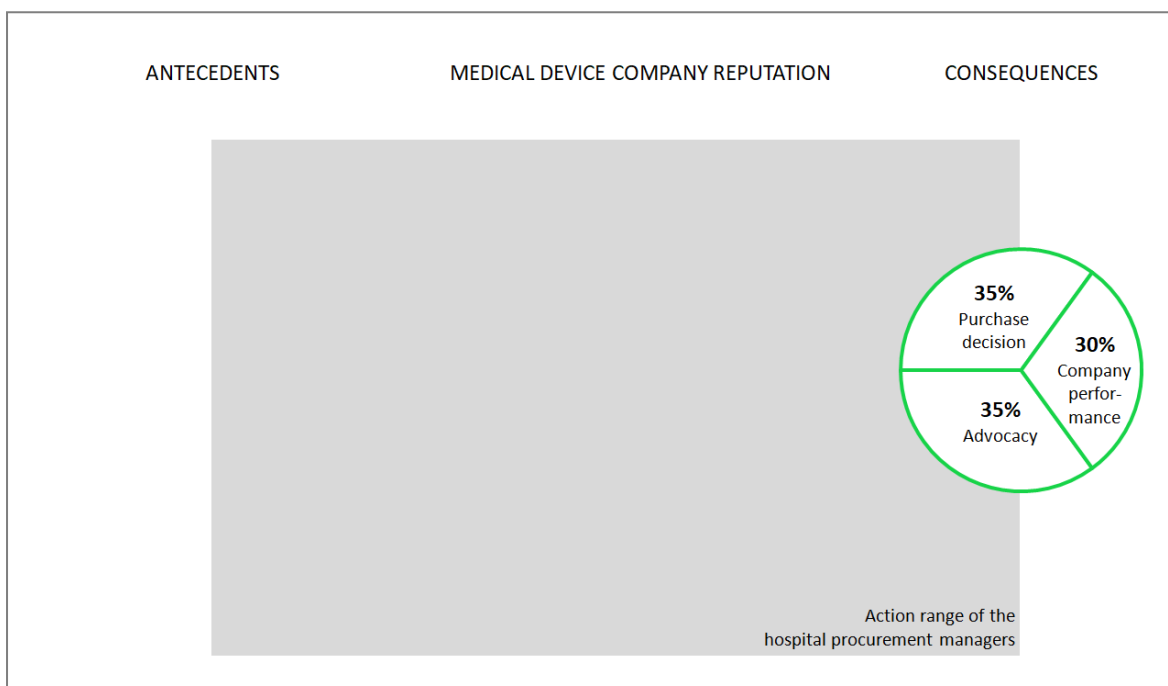 ANTECEDENTS
MEDICAL DEVICE COMPANY REPUTATION
CONSEQUENCES
35%
Purchase
decision
30%
Company
perfor-
mance
35%
Advocacy
Action range of the
hospital procurement managers